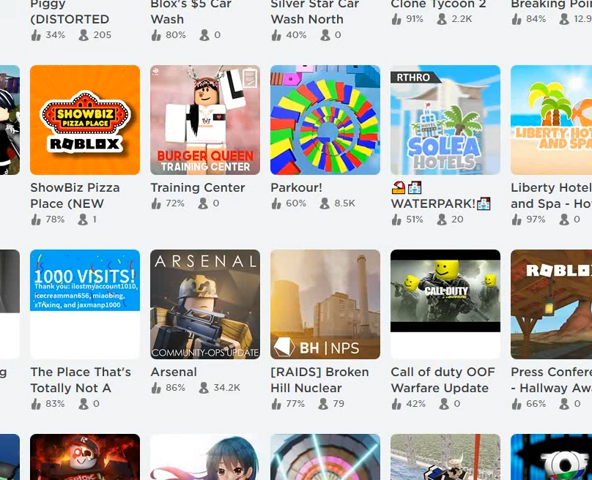 Piggy
(DISTORTED
34% 205
Blox's $5 Car
Wash
80% 0
Silver Star Car
Wash North
40% 0
Clone Tycoon 2
91% 2.2K
Breaking Poi
84% 12.9
SHOWBIZ
PIZZA PLACE
ROBLOX
ShowBiz Pizza
Place (NEW
78% 1
L
BURGER QUEEN
TRAINING CENTER
Training Center
72% 0
Parkour!
60% 8.5K
RTHRO
SOLEA
HOTELS
WATERPARK!
51% 20
LIBERTY HOT
AND SPA
Liberty Hotel
and Spa - Ho
97% 0
g
1000 VISITS!
Thank you: ilostmyaccount1010,
icecreamman656, miaobing,
xTfxinq, and jaxmanp1000
The Place That's
Totally Not A
83% 0
ARSENAL
COMMUNITY-OPS UPDATE
Arsenal
86% 34.2K
BH | NPS
[RAIDS] Broken
Hill Nuclear
77% 79
CALL OF DUTY
Call of duty OOF
Warfare Update
42% 0
ROBLO
Press Confere
- Hallway Aw
66% 0